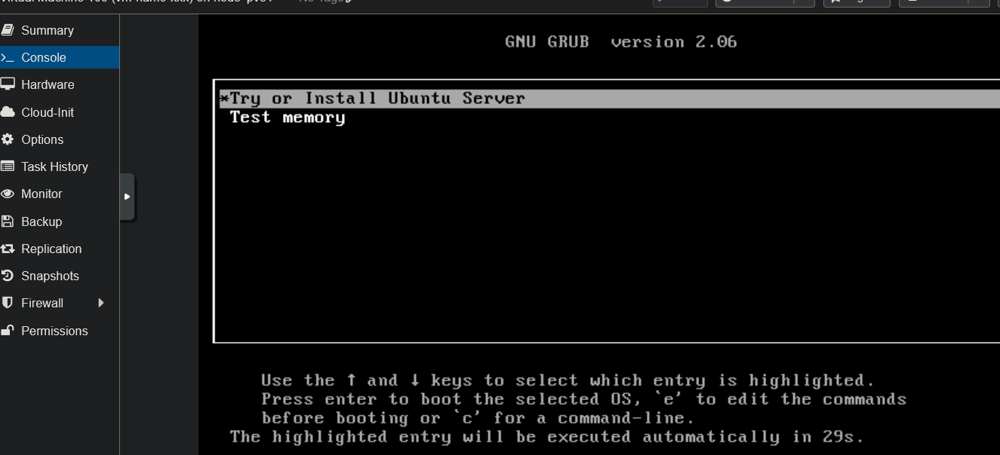 Summary
Console
Hardware
Cloud-Init
Options
Task History
Monitor
Backup
Replication
Snapshots
Firewall
Permissions
GNU GRUB version 2.06
*Try or Install Ubuntu Server
Test memory
Use the ↑ and ↓ keys to select which entry is highlighted.
Press enter to boot the selected OS, `e' to edit the commands
before booting or `c' for a command-line.
The highlighted entry will be executed automatically in 29s.